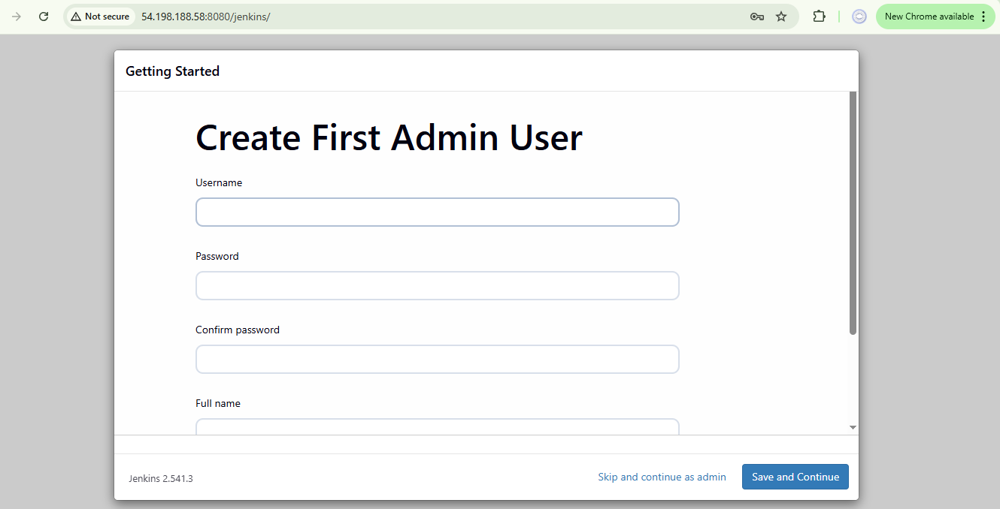 Not secure 54.198.188.58:8080/jenkins/ New Chrome available
Getting Started
Create First Admin User
Username
Password
Confirm password
Full name
Jenkins 2.541.3 Skip and continue as admin Save and Continue